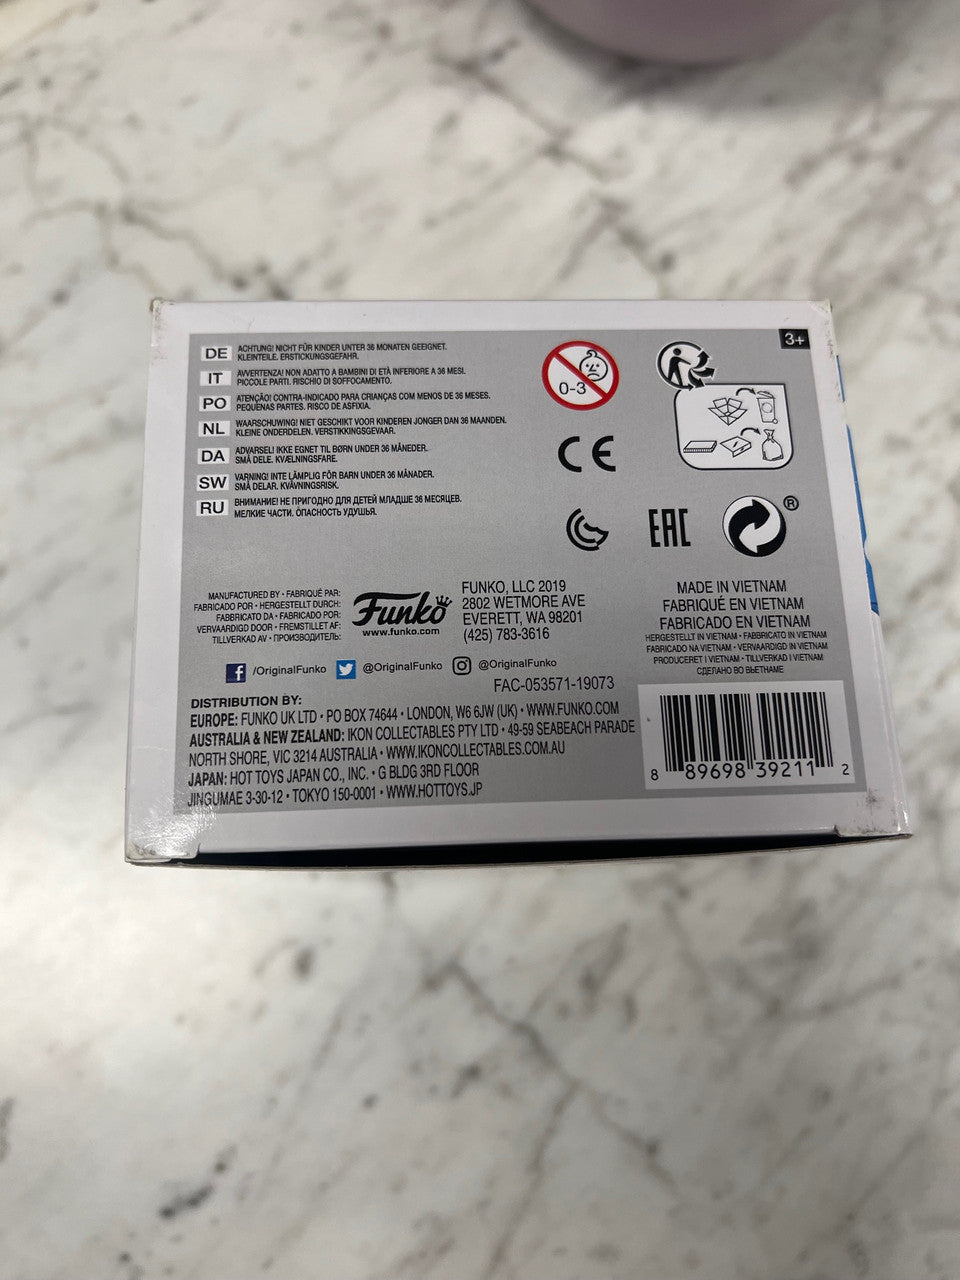 DE ACHTUNG! NICHT FÜR KINDER UNTER 36 MONATEN GEEIGNET.
KLEINTEILE. ERSTICKUNGSGEFAHR.
IT AVVERTENZA! NON ADATTO A BAMBINI DI ETÀ INFERIORE A 36 MESI.
PICCOLE PARTI. RISCHIO DI SOFFOCAMENTO.
PO ATENÇÃO! CONTRA-INDICADO PARA CRIANÇAS COM MENOS DE 36 MESES.
PEQUENAS PARTES. RISCO DE ASFIXIA.
NL WAARSCHUWING! NIET GESCHIKT VOOR KINDEREN JONGER DAN 36 MAANDEN.
KLEINE ONDERDELEN. VERSTIKKINGSGEVAAR.
DA ADVARSEL! IKKE EGNET TIL BØRN UNDER 36 MÅNEDER.
SMÅ DELE. KVÆLNINGSFARE.
SW VARNING! INTE LÄMPLIG FÖR BARN UNDER 36 MÅNADER.
SMÅ DELAR. KVÄVNINGSRISK.
RU ВНИМАНИЕ! НЕ ПРИГОДНО ДЛЯ ДЕТЕЙ МЛАДШЕ 36 МЕСЯЦЕВ.
МЕЛКИЕ ЧАСТИ. ОПАСНОСТЬ УДУШЬЯ.
0-3
3+
CE
EAC
®
MANUFACTURED BY • FABRIQUÉ PAR:
FABRICADO POR • HERGESTELLT DURCH:
FABBRICATO DA • FABRICADO POR:
VERVAARDIGD DOOR • FREMSTILLET AF:
TILLVERKAD AV • ПРОИЗВОДИТЕЛЬ:
Funko
www.funko.com
FUNKO, LLC 2019
2802 WETMORE AVE
EVERETT, WA 98201
(425) 783-3616
/OriginalFunko @OriginalFunko @OriginalFunko
FAC-053571-19073
MADE IN VIETNAM
FABRIQUÉ EN VIETNAM
FABRICADO EN VIETNAM
HERGESTELLT IN VIETNAM • FABBRICATO IN VIETNAM
FABRICADO NA VIETNAM • VERVAARDIGD IN VIETNAM
PRODUCERET I VIETNAM • TILLVERKAD I VIETNAM
СДЕЛАНО ВО ВЬЕТНАМЕ
DISTRIBUTION BY:
EUROPE: FUNKO UK LTD • PO BOX 74644 • LONDON, W6 6JW (UK) • WWW.FUNKO.COM
AUSTRALIA & NEW ZEALAND: IKON COLLECTABLES PTY LTD • 49-59 SEABEACH PARADE
NORTH SHORE, VIC 3214 AUSTRALIA • WWW.IKONCOLLECTABLES.COM.AU
JAPAN: HOT TOYS JAPAN CO., INC. • G BLDG 3RD FLOOR
JINGUMAE 3-30-12 • TOKYO 150-0001 • WWW.HOTTOYS.JP
8 89698 39211 2